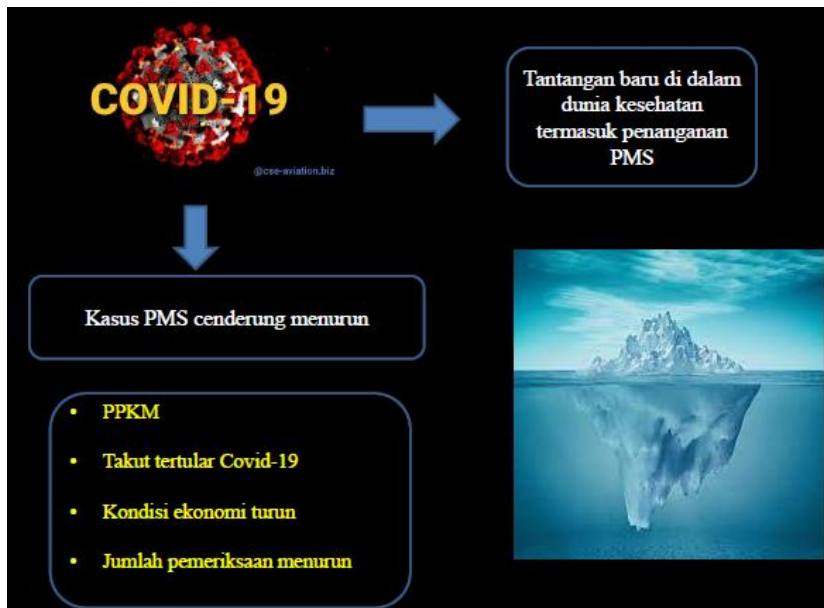 COVID-19
@cse-aviation.biz
Tantangan baru di dalam
dunia kesehatan
termasuk penanganan
PMS
Kasus PMS cenderung menurun
• PPKM
• Takut tertular Covid-19
• Kondisi ekonomi turun
• Jumlah pemeriksaan menurun